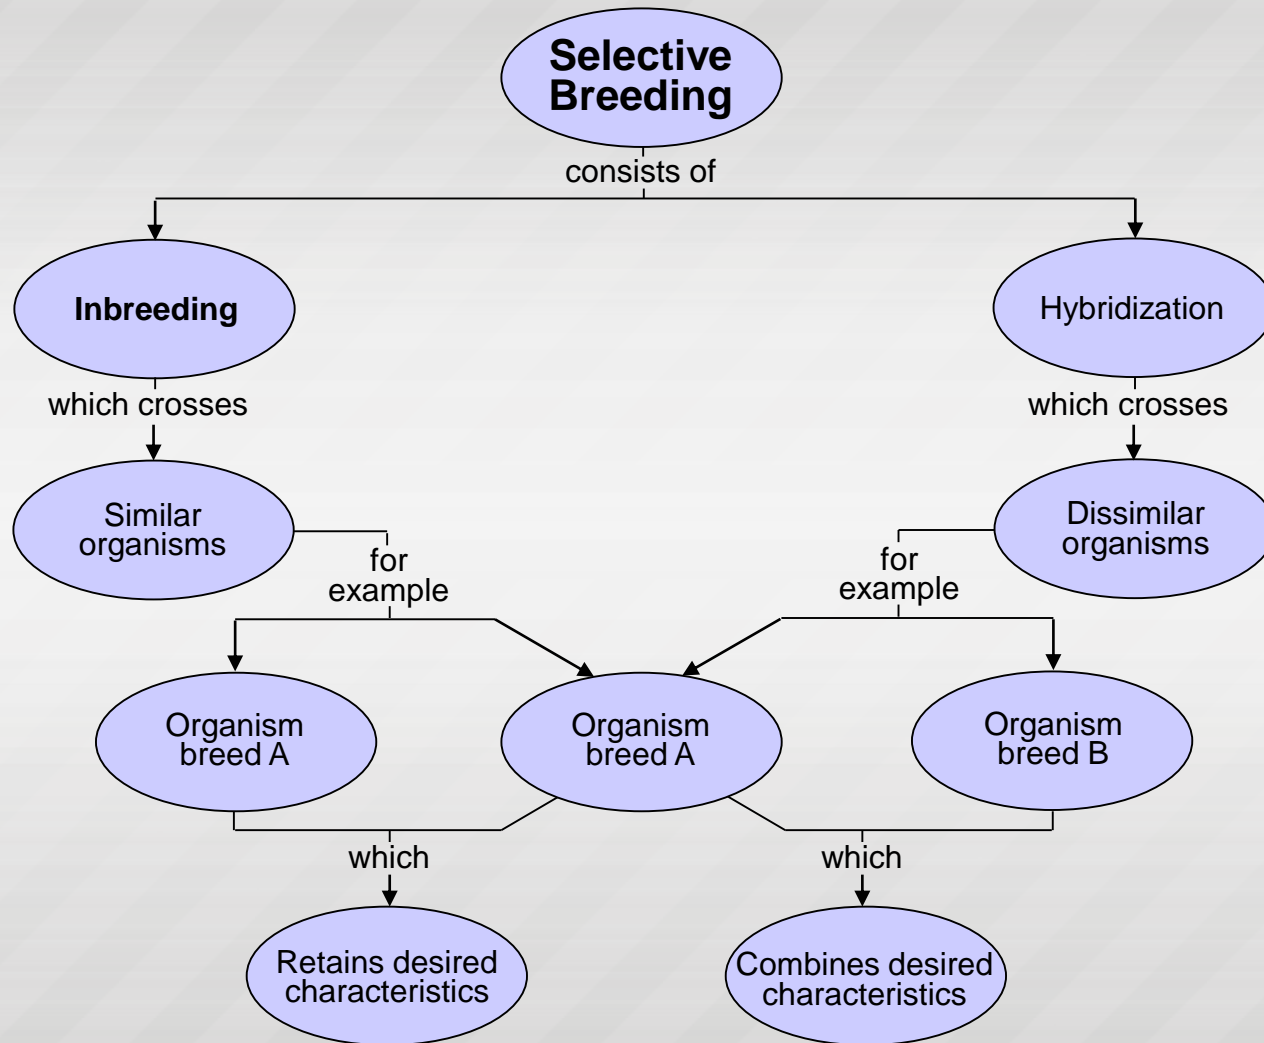 Selective
Breeding
consists of
Inbreeding
Hybridization
which crosses
which crosses
Similar
organisms
Dissimilar
organisms
for
example
for
example
Organism
breed A
Organism
breed A
Organism
breed B
which
which
Retains desired
characteristics
Combines desired
characteristics